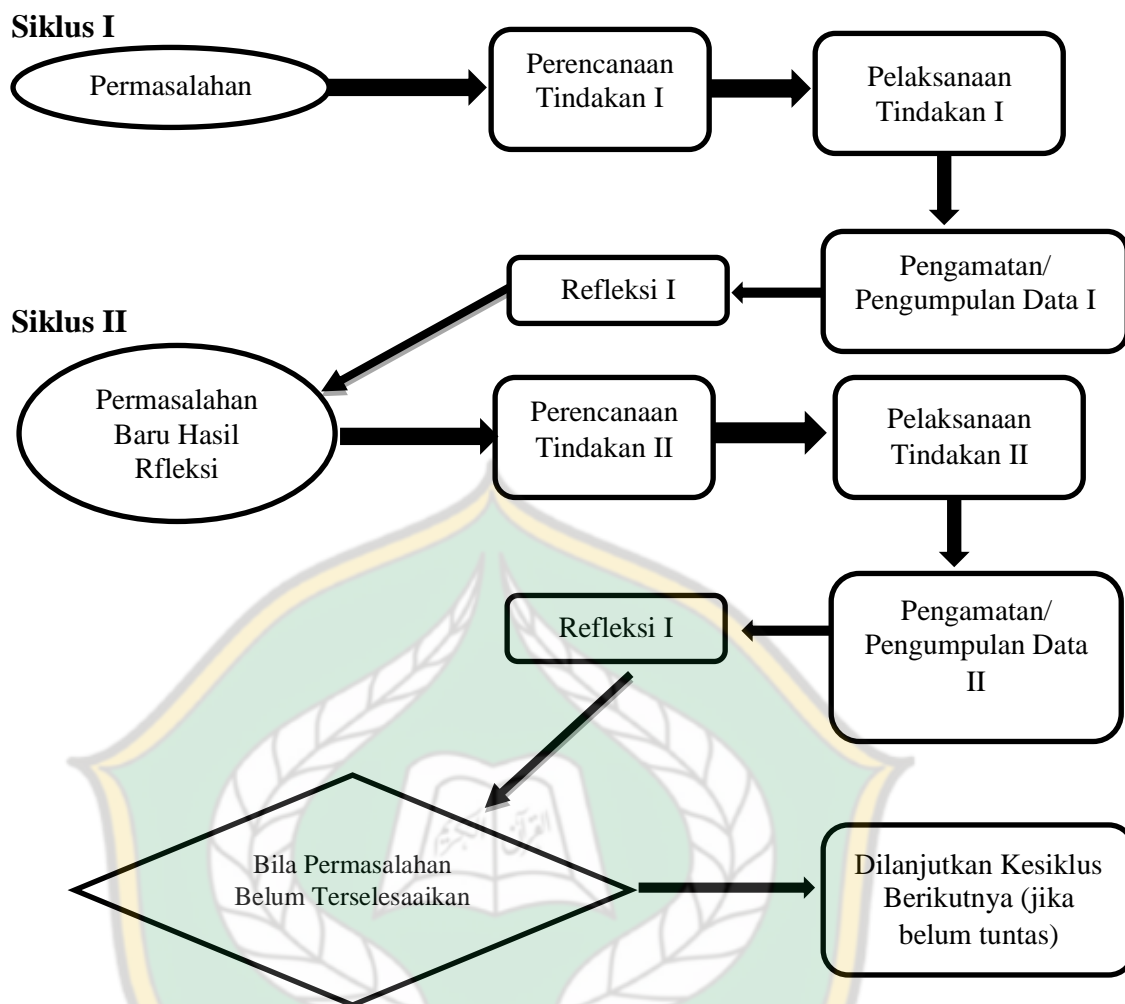 Siklus I
Permasalahan
Perencanaan
Tindakan I
Pelaksanaan
Tindakan I
Pengamatan/
Pengumpulan Data I
Refleksi I
Siklus II
Permasalahan
Baru Hasil
Rfleksi
Perencanaan
Tindakan II
Pelaksanaan
Tindakan II
Pengamatan/
Pengumpulan Data
II
Refleksi I
Bila Permasalahan
Belum Terselesaaikan
Dilanjutkan Kesiklus
Berikutnya (jika
belum tuntas)